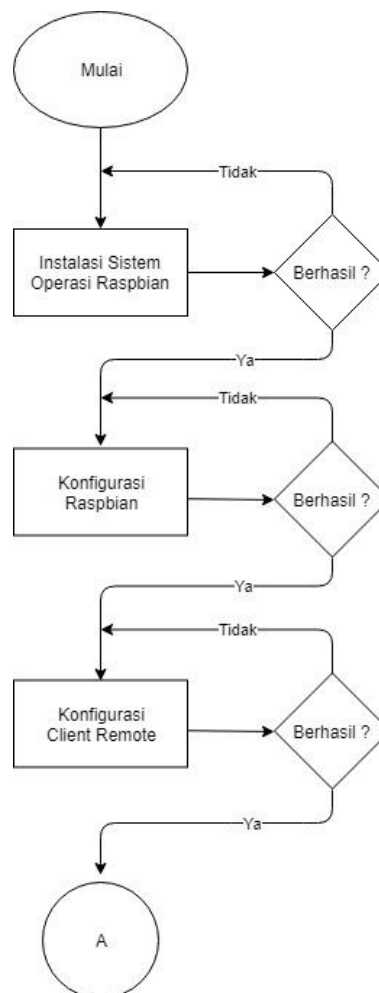 Mulai
Tidak
Instalasi Sistem
Operasi Raspbian
Berhasil ?
Ya
Tidak
Konfigurasi
Raspbian
Berhasil ?
Ya
Tidak
Konfigurasi
Client Remote
Berhasil ?
Ya
A